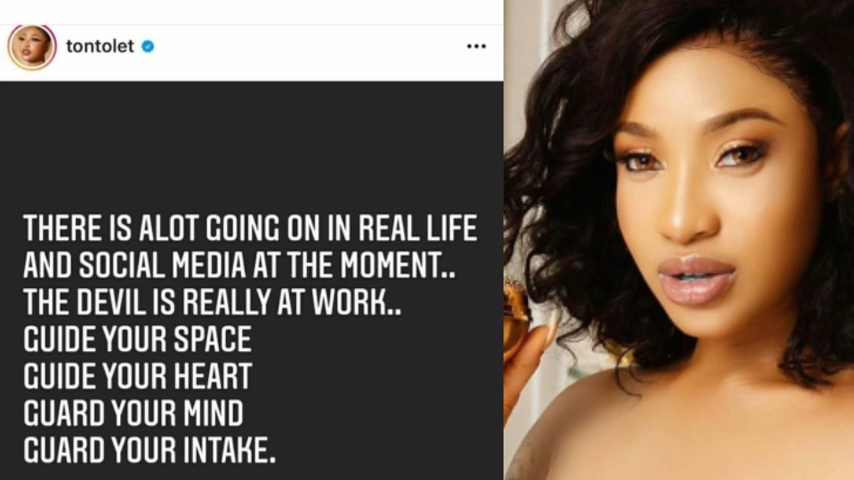 tontolet
THERE IS ALOT GOING ON IN REAL LIFE
AND SOCIAL MEDIA AT THE MOMENT..
THE DEVIL IS REALLY AT WORK..
GUIDE YOUR SPACE
GUIDE YOUR HEART
GUARD YOUR MIND
GUARD YOUR INTAKE.